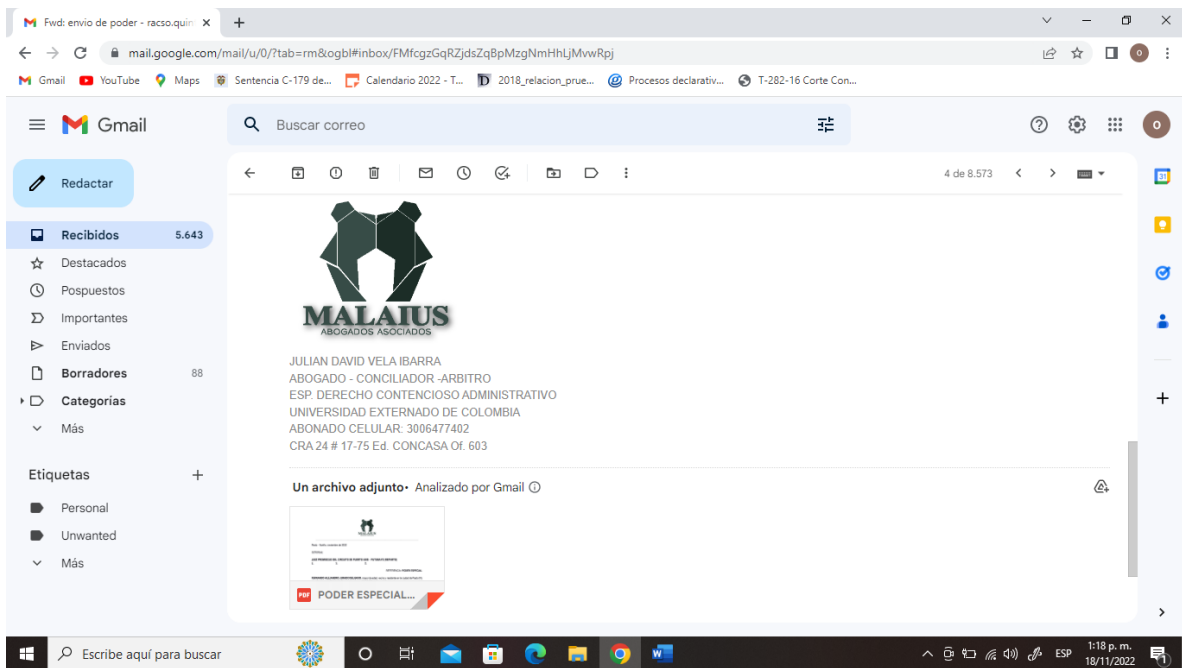 Fwd: envio de poder - racso.quin
mail.google.com/mail/u/0/?tab=rm&ogbl#inbox/FMfcgzGqRZjdsZqBpMzgNmHhLjMvwRpj
Gmail YouTube Maps Sentencia C-179 de... Calendario 2022 - T... 2018_relacion_prue... Procesos declarativ... T-282-16 Corte Con...
Gmail
Buscar correo
o
Redactar
4 de 8.573
Recibidos 5.643
Destacados
Pospuestos
Importantes
Enviados
Borradores 88
Categorías
Más
Etiquetas
Personal
Unwanted
Más
MALAIUS
ABOGADOS ASOCIADOS
JULIAN DAVID VELA IBARRA
ABOGADO - CONCILIADOR -ARBITRO
ESP. DERECHO CONTENCIOSO ADMINISTRATIVO
UNIVERSIDAD EXTERNADO DE COLOMBIA
ABONADO CELULAR: 3006477402
CRA 24 # 17-75 Ed. CONCASA Of. 603
Un archivo adjunto• Analizado por Gmail
PDF PODER ESPECIAL...
Escribe aquí para buscar
ESP
1:18 p. m.
18/11/2022